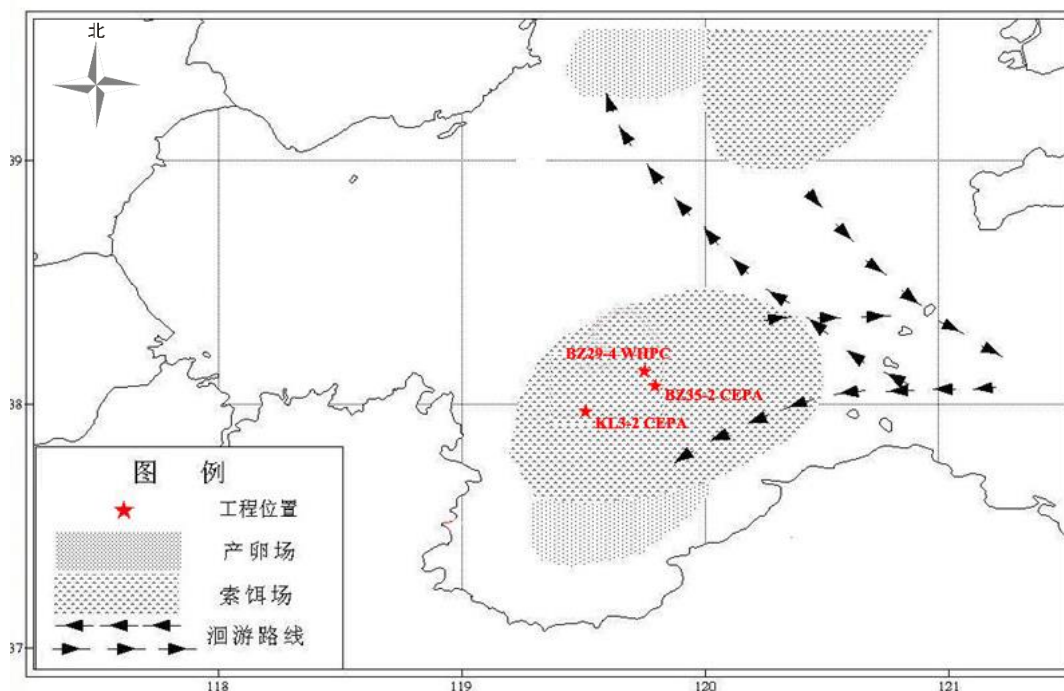 北
39
BZ29-4 WHPC
BZ35-2 CEPA
38
KL3-2 CEPA
图 例
工程位置
产卵场
索饵场
洄游路线
37
118
119
120
121